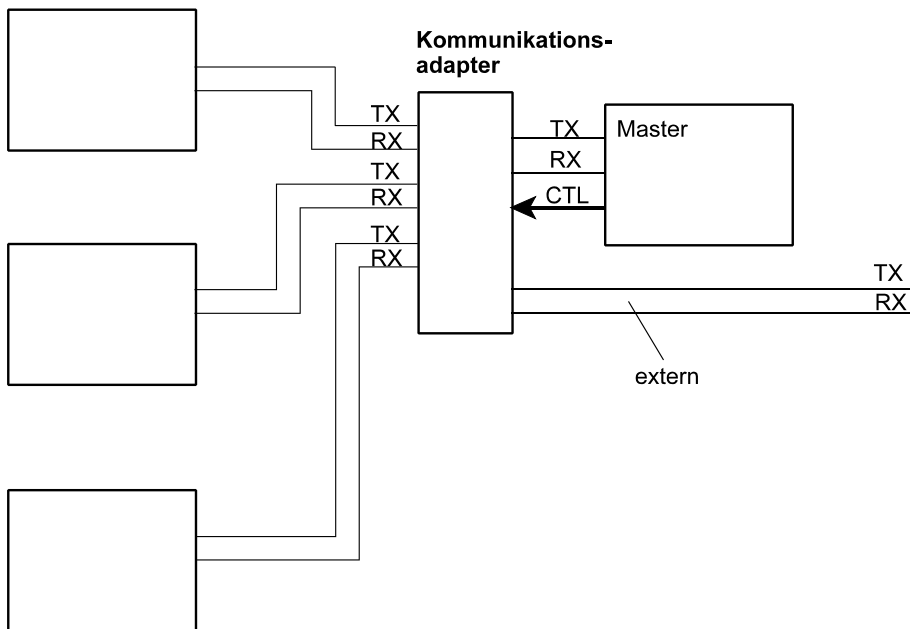 Kommunikations-
adapter
TX
RX
TX
RX
TX
RX
TX
RX
CTL
Master
TX
RX
extern